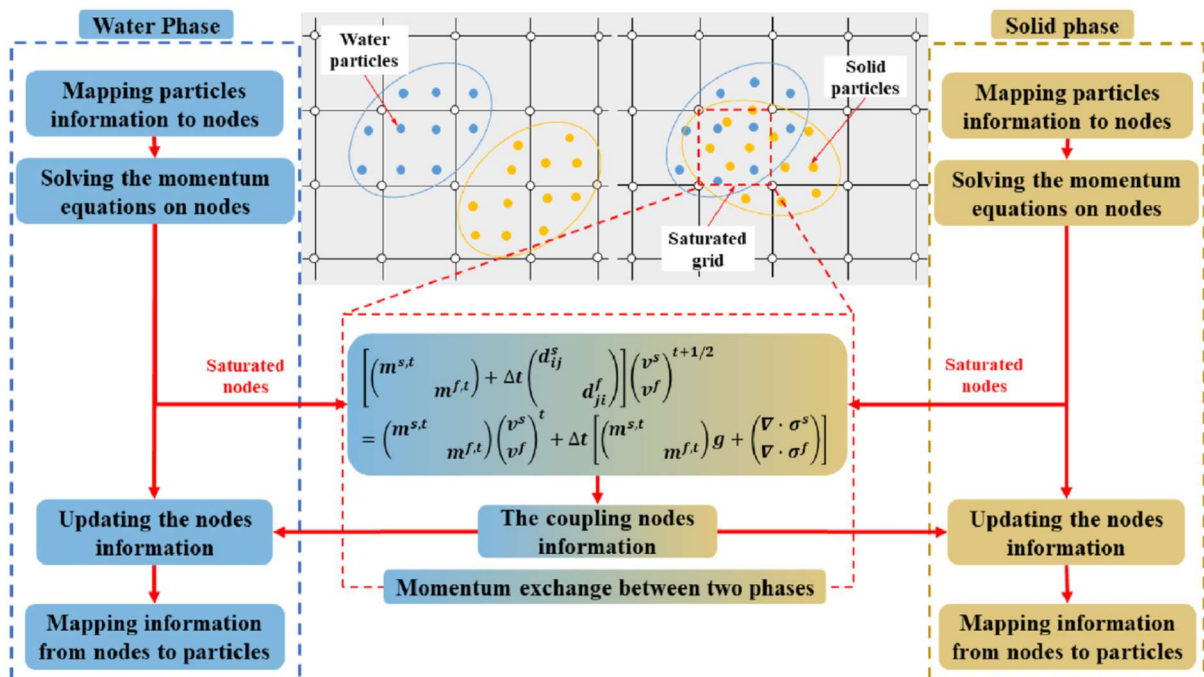 Water Phase
Mapping particles
information to nodes
Solving the momentum
equations on nodes
Saturated
nodes
Updating the nodes
information
Mapping information
from nodes to particles
Water
particles
Solid
particles
Saturated
grid
[(m^{s,t} m^{f,t}) + Δt (d_{ij}^s d_{ji}^f)] (v^s v^f)^{t+1/2}
= (m^{s,t} m^{f,t}) (v^s v^f)^t + Δt [(m^{s,t} m^{f,t}) g + (∇ · σ^s ∇ · σ^f)]
The coupling nodes
information
Momentum exchange between two phases
Solid phase
Mapping particles
information to nodes
Solving the momentum
equations on nodes
Saturated
nodes
Updating the nodes
information
Mapping information
from nodes to particles